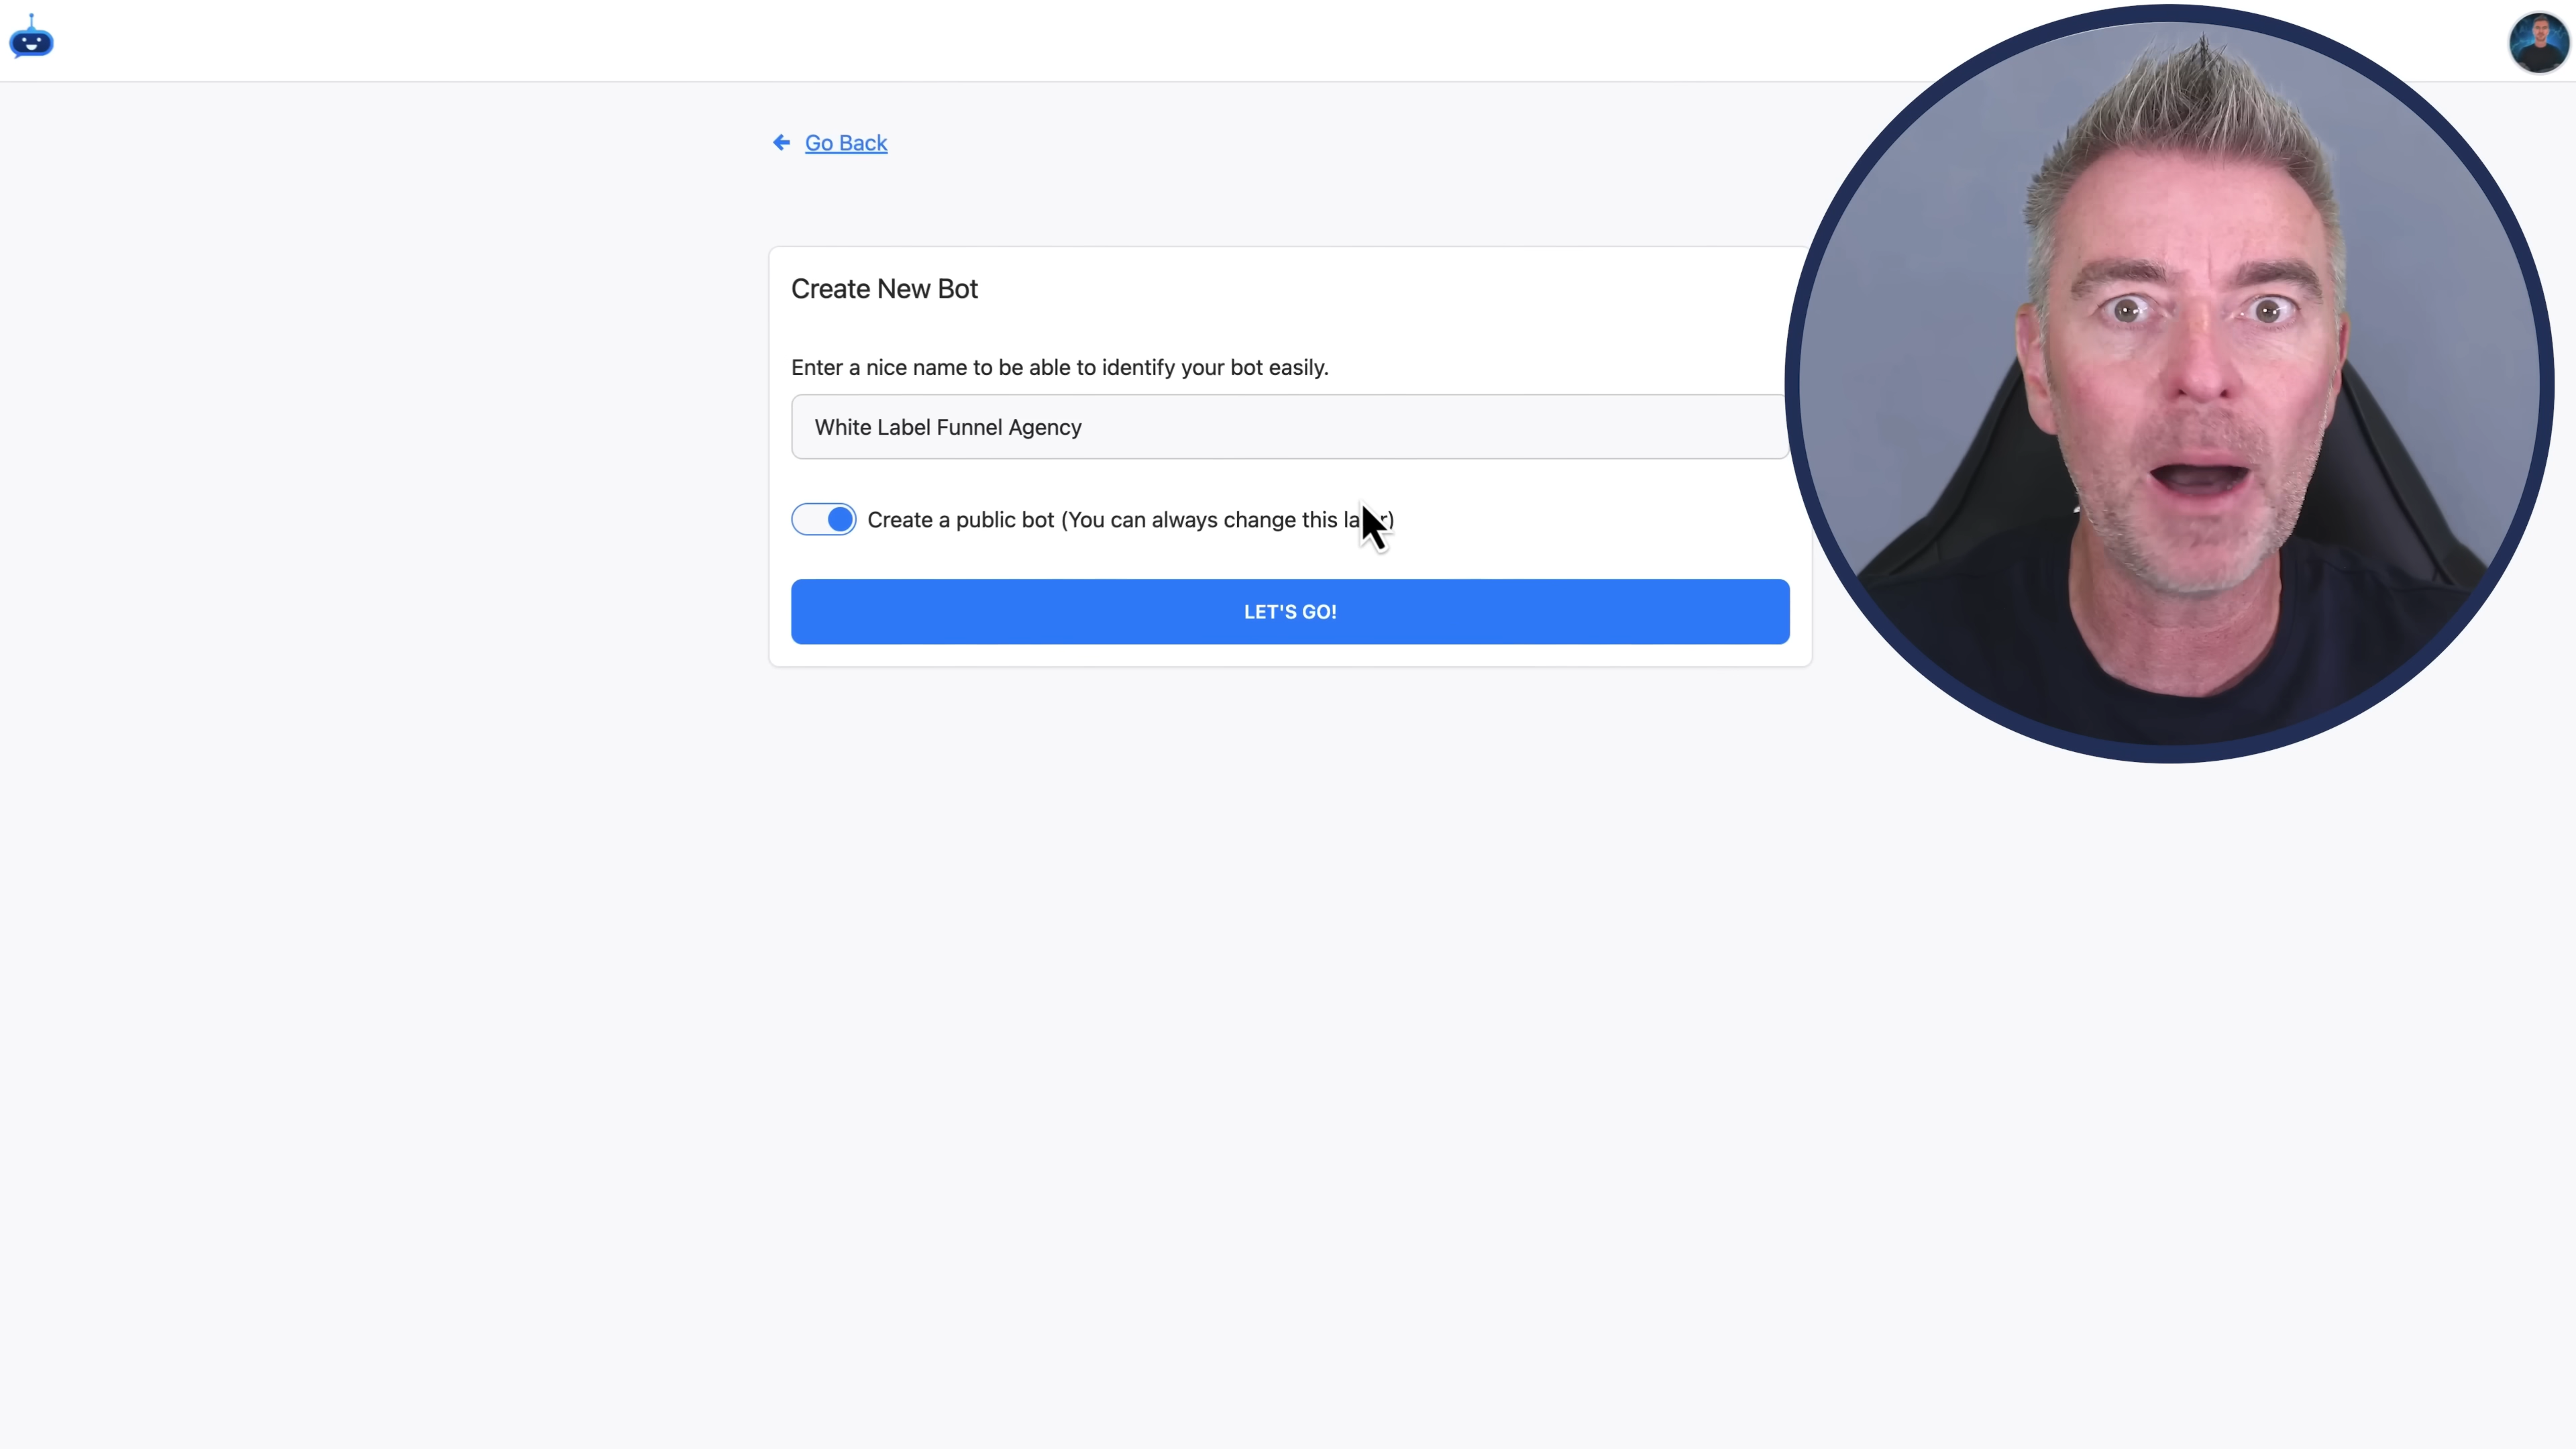 Go Back
Create New Bot
Enter a nice name to be able to identify your bot easily.
White Label Funnel Agency
Create a public bot (You can always change this later)
LET'S GO!